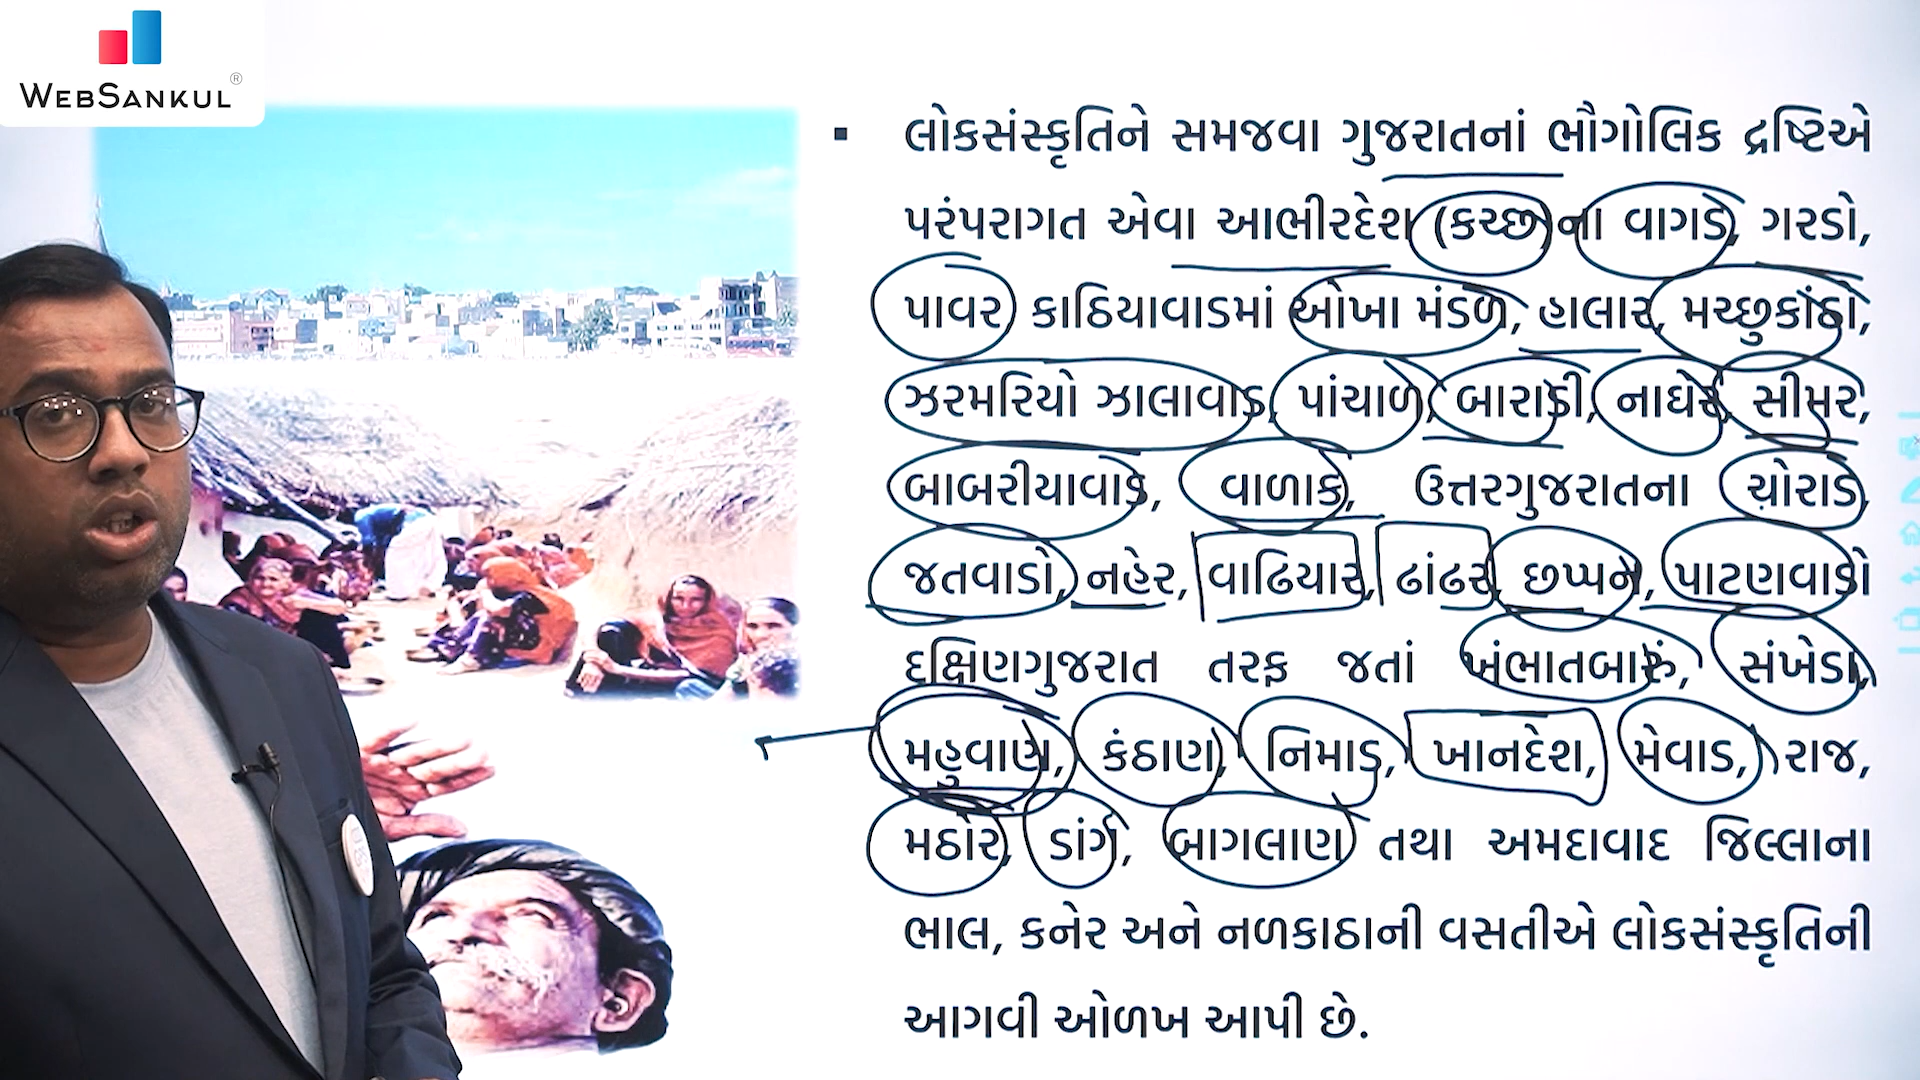 WEBSANKUL®
▪ લોકસંસ્કૃતિને સમજવા ગુજરાતનાં ભૌગોલિક દ્રષ્ટિએ
પરંપરાગત એવા આભીરદેશ (કચ્છ)ના વાગડ, ગરડો,
પાવર કાઠિયાવાડમાં ઓખા મંડળ, હાલાર, મચ્છુકાંઠો,
ઝરમરિયો ઝાલાવાડ, પાંચાળ, બારાડી, નાઘેર, સીમર,
બાબરીયાવાડ, વાળાક, ઉત્તરગુજરાતના ચોરાડ,
જતવાડો, નહેર, વાઢિયાર, ઢાંઢર, છપ્પન, પાટણવાડો
દક્ષિણગુજરાત તરફ જતાં ખંભાતબારું, સંખેડા,
મહુવાણ, કંઠાણ, નિમાડ, ખાનદેશ, મેવાડ, રાજ,
મઠોર, ડાંગ, બાગલાણ તથા અમદાવાદ જિલ્લાના
ભાલ, કનેર અને નળકાઠાની વસતીએ લોકસંસ્કૃતિની
આગવી ઓળખ આપી છે.